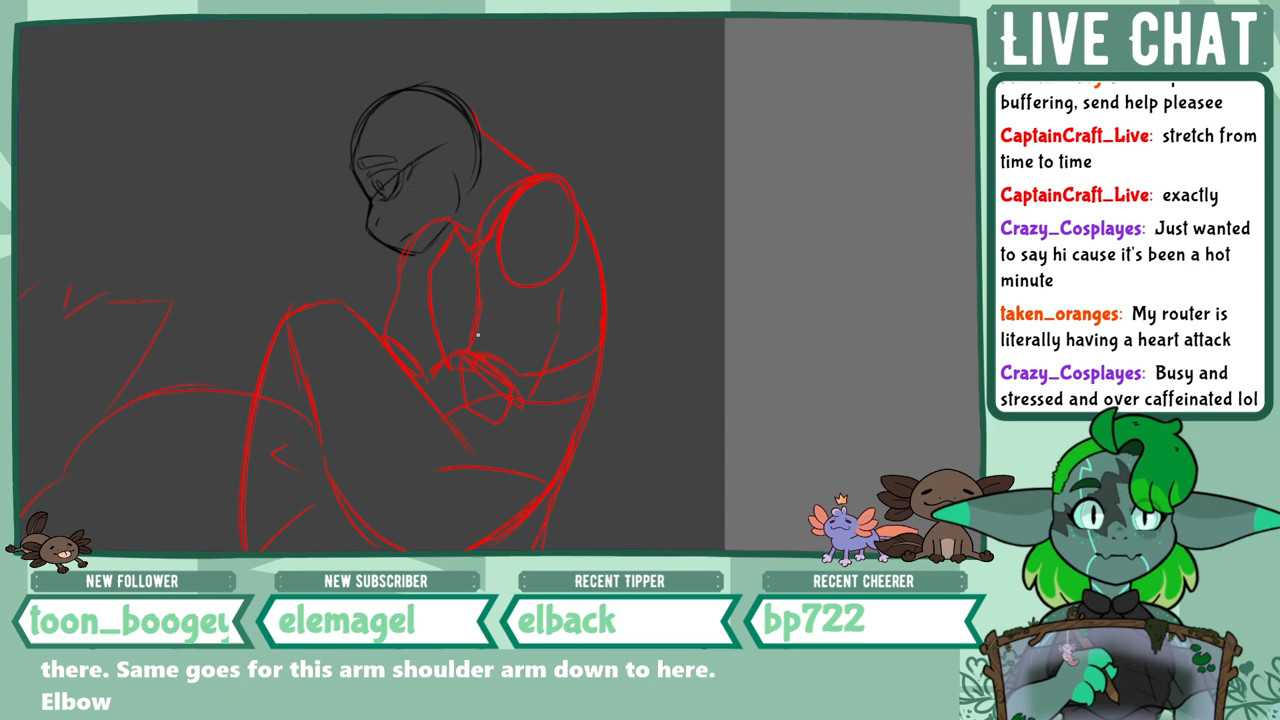 LIVE CHAT
buffering, send help pleasee
CaptainCraft_Live: stretch from
time to time
CaptainCraft_Live: exactly
Crazy_Cosplayes: Just wanted
to say hi cause it's been a hot
minute
taken_oranges: My router is
literally having a heart attack
Crazy_Cosplayes: Busy and
stressed and over caffeinated lol
NEW FOLLOWER
NEW SUBSCRIBER
RECENT TIPPER
RECENT CHEERER
toon_boogey
elemagel
elback
bp722
there. Same goes for this arm shoulder arm down to here.
Elbow